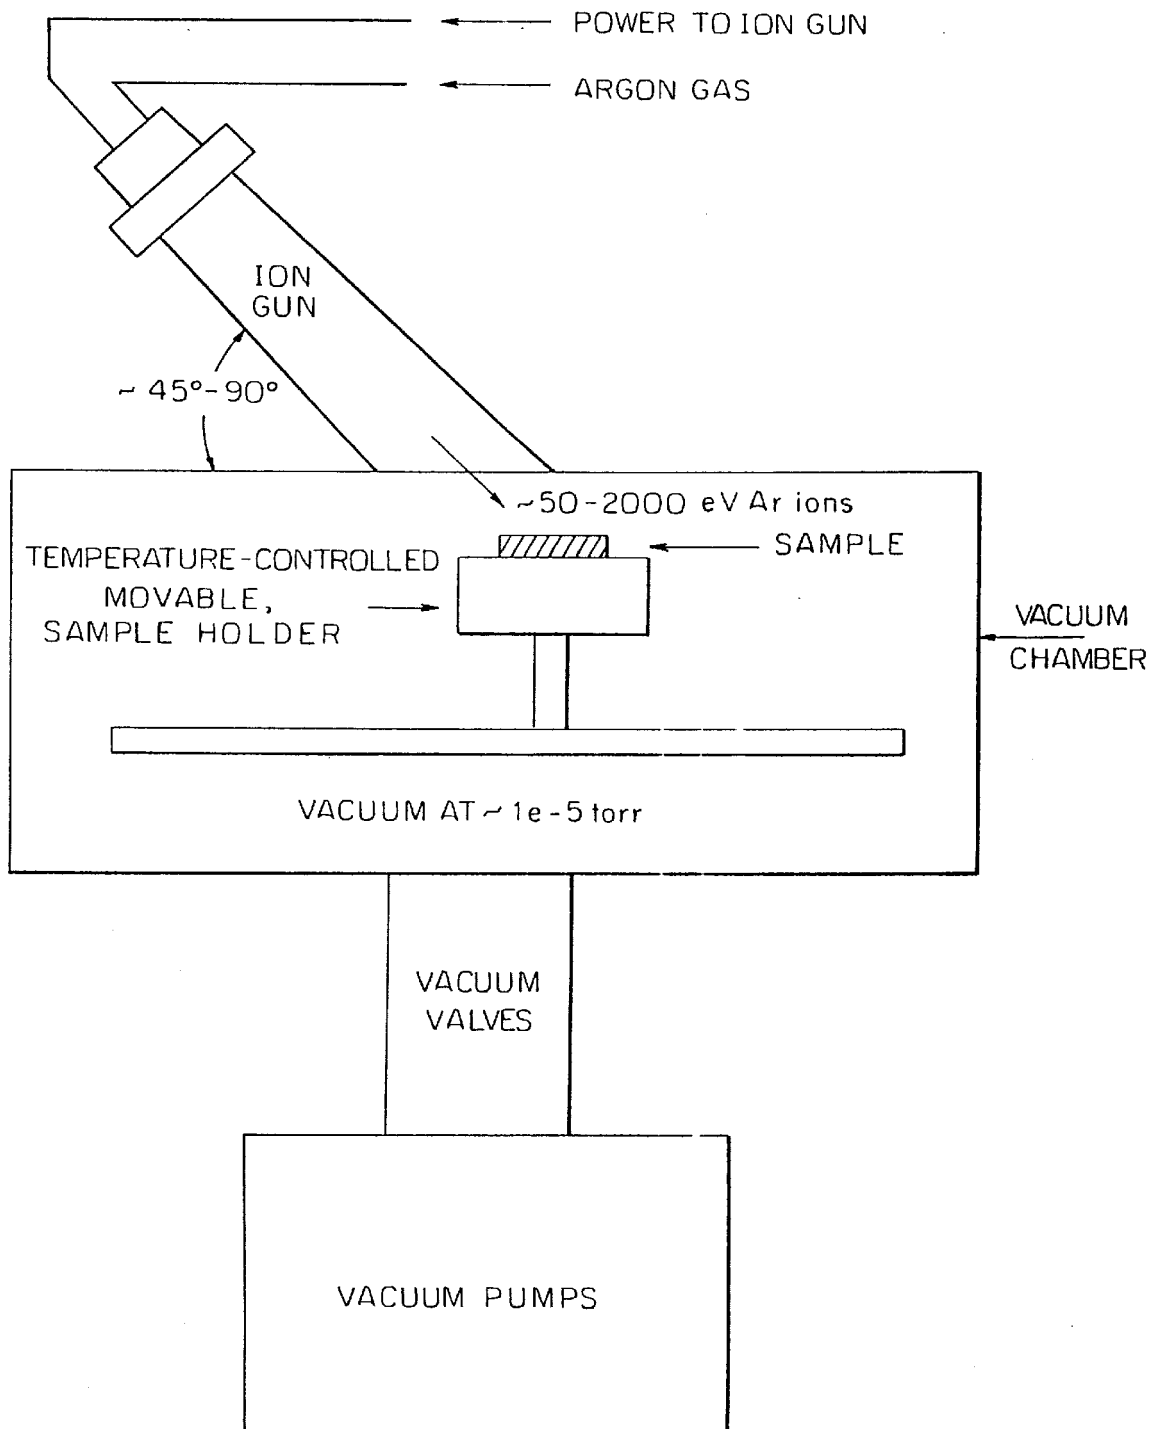 POWER TO ION GUN
ARGON GAS
ION
GUN
~ 45°-90°
~50-2000 eV Ar ions
SAMPLE
TEMPERATURE-CONTROLLED
MOVABLE,
SAMPLE HOLDER
VACUUM
CHAMBER
VACUUM AT ~ 1e-5 torr
VACUUM
VALVES
VACUUM PUMPS